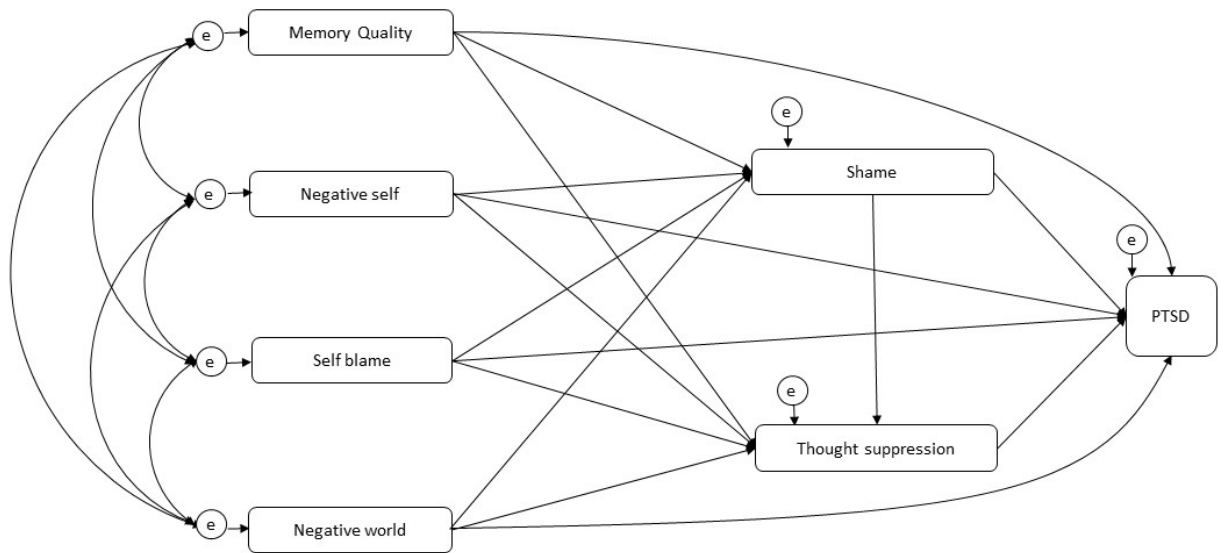 e
Memory Quality
e
Shame
e
Negative self
e
PTSD
e
Self blame
e
Thought suppression
e
Negative world